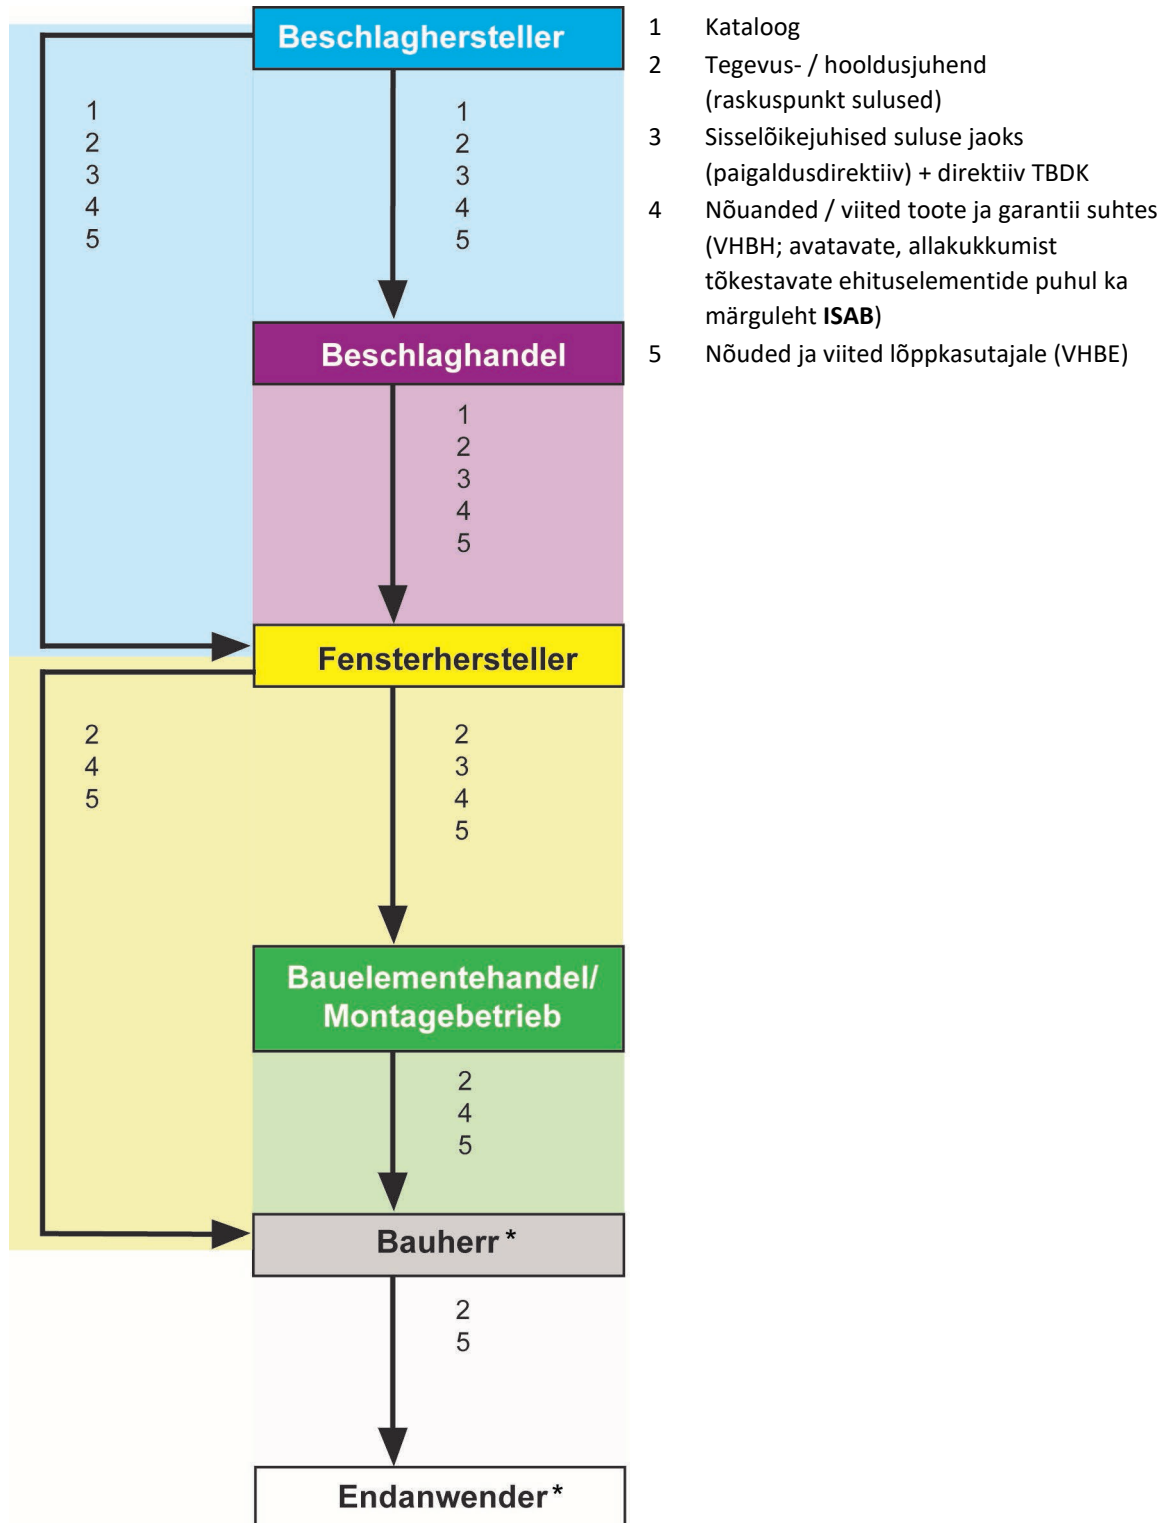 Beschlaghersteller
1
2
3
4
5
1
2
3
4
5
Beschlaghandel
1
2
3
4
5
Fensterhersteller
2
4
5
2
3
4
5
Bauelementehandel/
Montagebetrieb
2
4
5
Bauherr*
2
5
Endanwender*
1 Kataloog
2 Tegevus- / hooldusjuhend
(raskuspunkt sulused)
3 Sisselõikejuhised suluse jaoks
(paigaldusdirektiiv) + direktiiv TBDK
4 Nõuanded / viited toote ja garantii suhtes
(VHBH; avatavate, allakukkumist
tõkestavate ehituselementide puhul ka
märguleht ISAB)
5 Nõuded ja viited lõppkasutajale (VHBE)